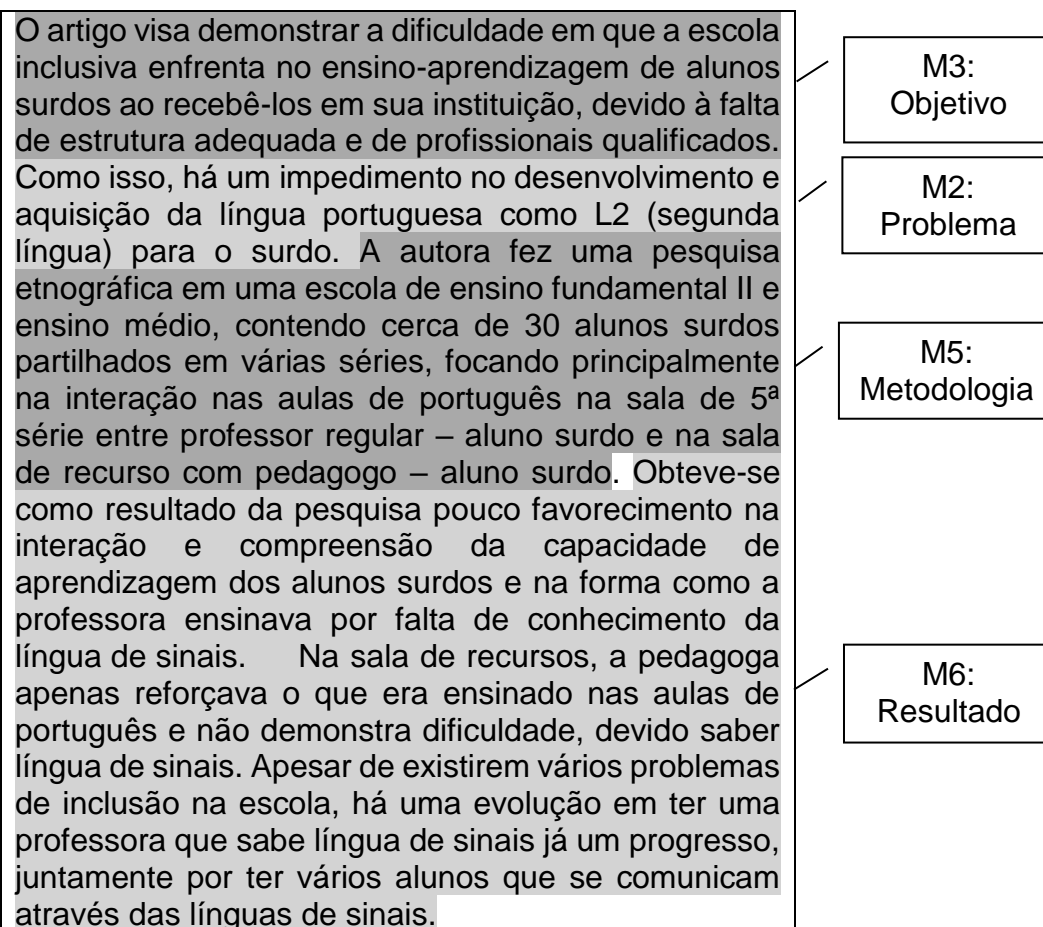 O artigo visa demonstrar a dificuldade em que a escola
inclusiva enfrenta no ensino-aprendizagem de alunos
surdos ao recebê-los em sua instituição, devido à falta
de estrutura adequada e de profissionais qualificados.
Como isso, há um impedimento no desenvolvimento e
aquisição da língua portuguesa como L2 (segunda
língua) para o surdo. A autora fez uma pesquisa
etnográfica em uma escola de ensino fundamental II e
ensino médio, contendo cerca de 30 alunos surdos
partilhados em várias séries, focando principalmente
na interação nas aulas de português na sala de 5ª
série entre professor regular – aluno surdo e na sala
de recurso com pedagogo – aluno surdo. Obteve-se
como resultado da pesquisa pouco favorecimento na
interação e compreensão da capacidade de
aprendizagem dos alunos surdos e na forma como a
professora ensinava por falta de conhecimento da
língua de sinais. Na sala de recursos, a pedagoga
apenas reforçava o que era ensinado nas aulas de
português e não demonstra dificuldade, devido saber
língua de sinais. Apesar de existirem vários problemas
de inclusão na escola, há uma evolução em ter uma
professora que sabe língua de sinais já um progresso,
juntamente por ter vários alunos que se comunicam
através das línguas de sinais.
M3:
Objetivo
M2:
Problema
M5:
Metodologia
M6:
Resultado